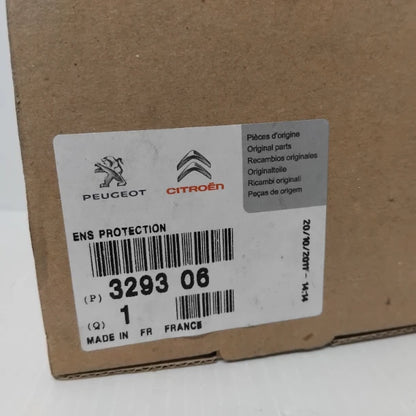 PEUGEOT
CITROËN
Pièces d'origine
Original parts
Recambios originales
Originalteile
Ricambi originali
Peças de origem
ENS PROTECTION
(P) 3293 06
(Q) 1
MADE IN FR FRANCE
20/10/2011 - 14:14